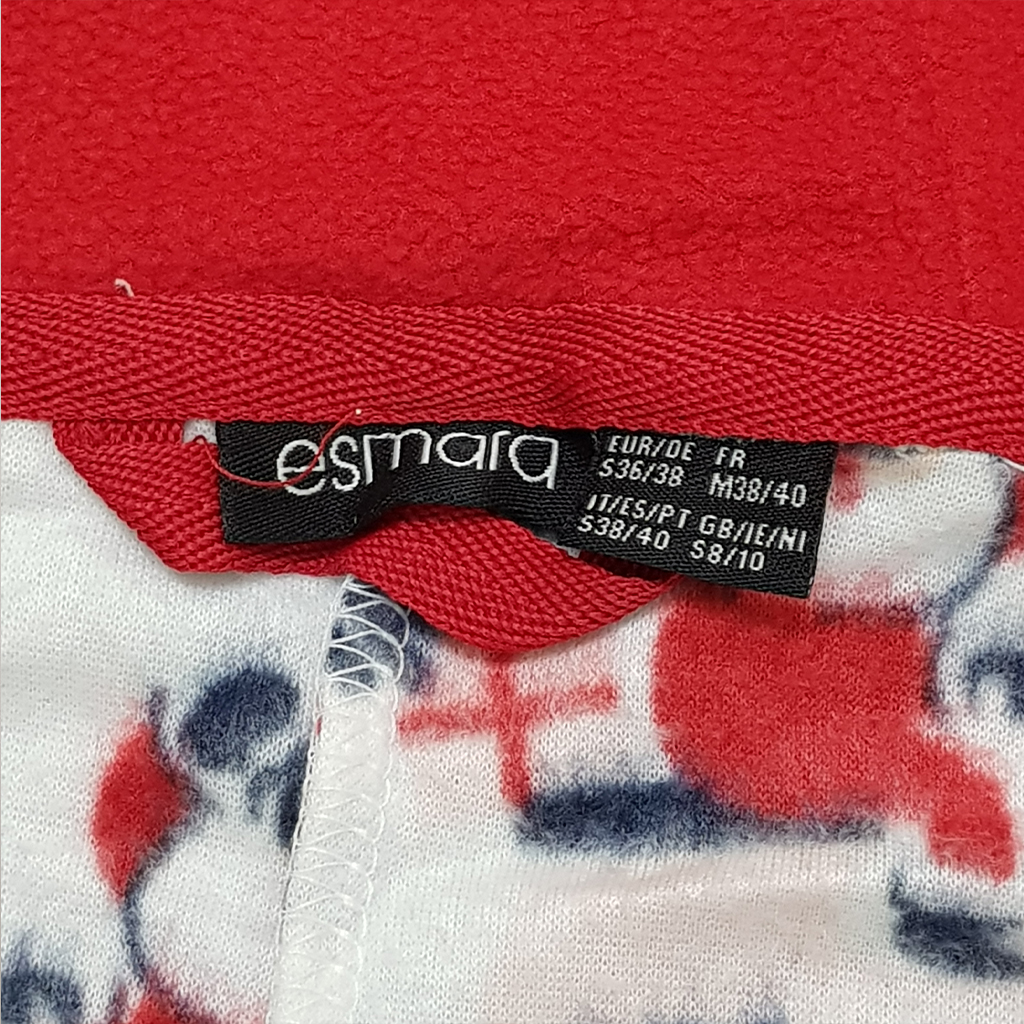 esmara
EUR/DE FR
S36/38 M38/40
IT/ES/PT GB/IE/NI
S38/40 S8/10